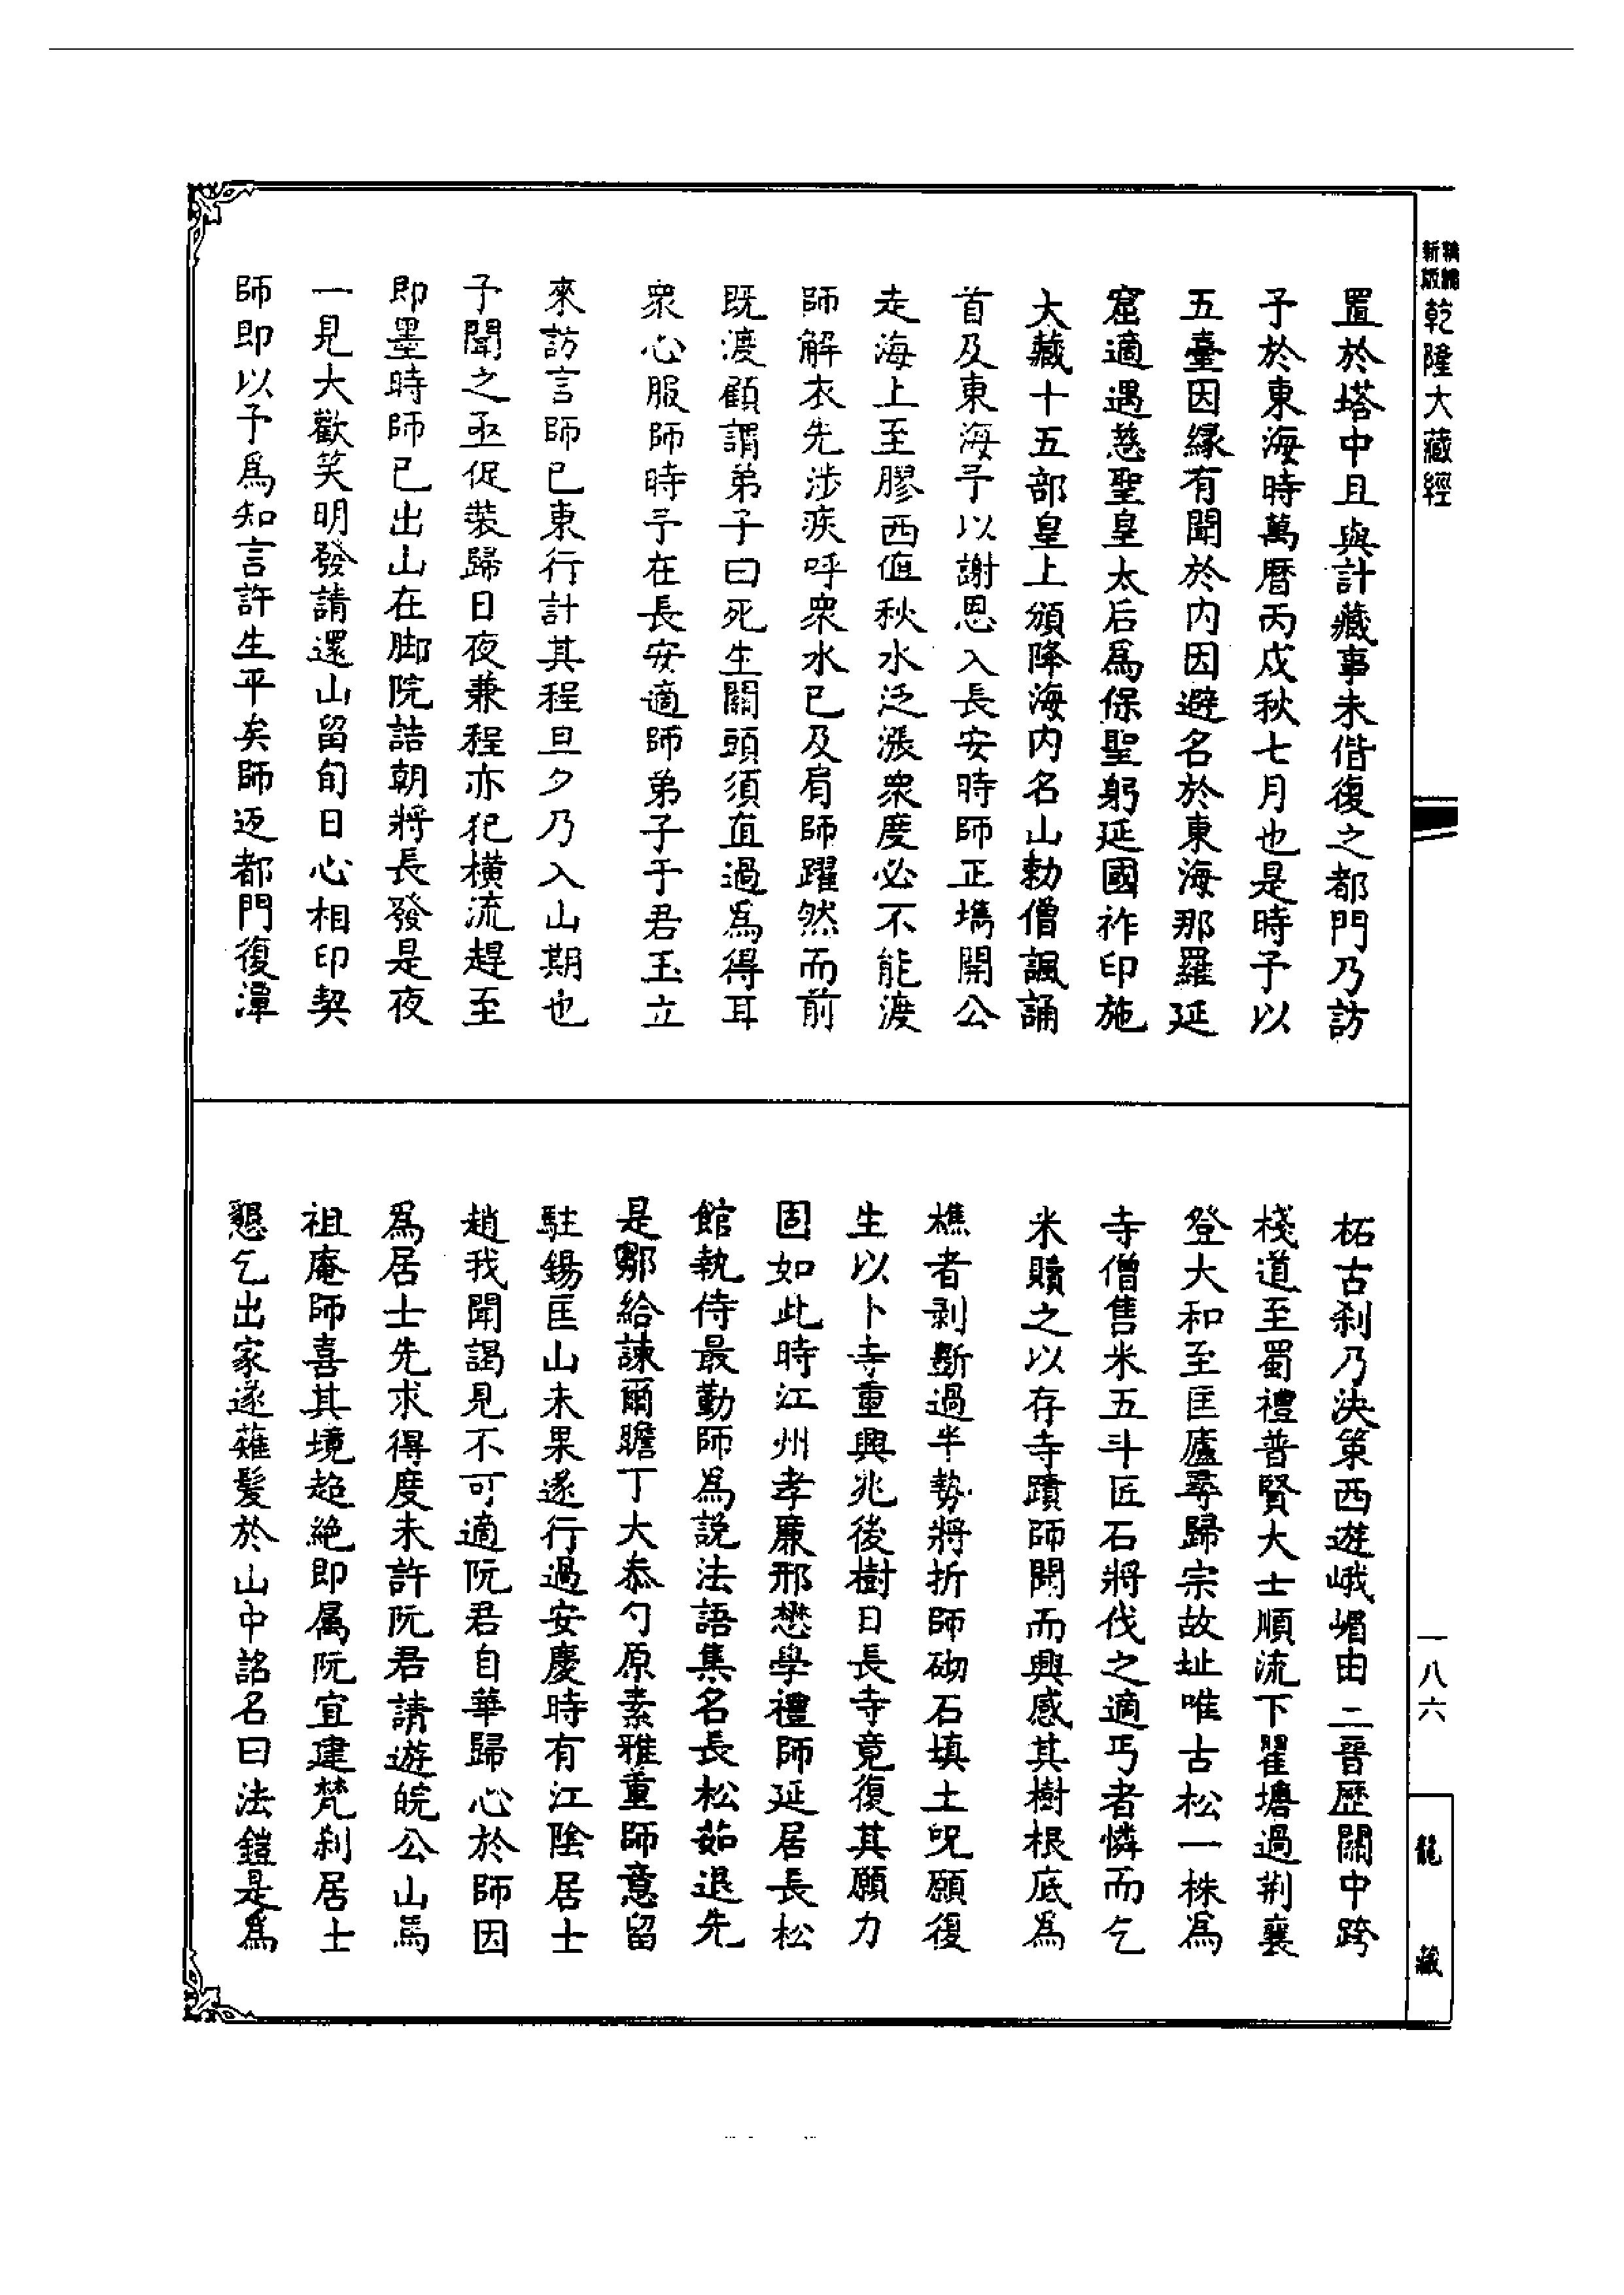 新版
精縮
乾隆大藏經
置於塔中且與計藏事未偕復之都門乃訪
予於東海時萬曆丙戌秋七月也是時予以
五臺因緣有聞於內因避名於東海那羅延
窟適遇慈聖皇太后爲保聖躬延國祚印施
大藏十五部皇上頒降海内名山勅僧諷誦
首及東海予以謝恩入長安時師正擕開公
走海上至膠西值秋水泛漲衆度必不能渡
師解衣先涉疾呼衆水已及肩師躍然而前
既渡顧謂弟子曰死生關頭須直過爲得耳
衆心服師時予在長安適師弟子于君玉立
來訪言師已東行計其程旦夕乃入山期也
予聞之亟促裝歸日夜兼程亦犯橫流趕至
即墨時師已出山在脚院詰朝將長發是夜
一見大歡笑明發請還山留旬日心相印契
師即以予爲知言許生平矣師返都門復潭
柘古刹乃決策西遊峨嵋由二晉歷關中跨
棧道至蜀禮普賢大士順流下瞿塘過荆襄
登大和至匡廬尋歸宗故址唯古松一株爲
寺僧售米五斗匠石將伐之適丐者憐而乞
米贖之以存寺蹟師聞而興感其樹根底爲
樵者剥斷過半勢將折師砌石填土呪願復
生以卜寺重興兆後樹日長寺竟復其願力
固如此時江州孝廉邢懋學禮師延居長松
館執侍最勤師爲説法語集名長松茹退先
是鄒給諫爾瞻丁大叅勺原素雅重師意留
駐錫匡山未果遂行過安慶時有江陰居士
趙我聞謁見不可適阮君自華歸心於師因
爲居士先求得度未許阮君請遊皖公山馬
祖庵師喜其境超絶即属阮宜建梵刹居士
懇乞出家遂薙髮於山中詺名曰法鎧是爲
一八六
龍藏